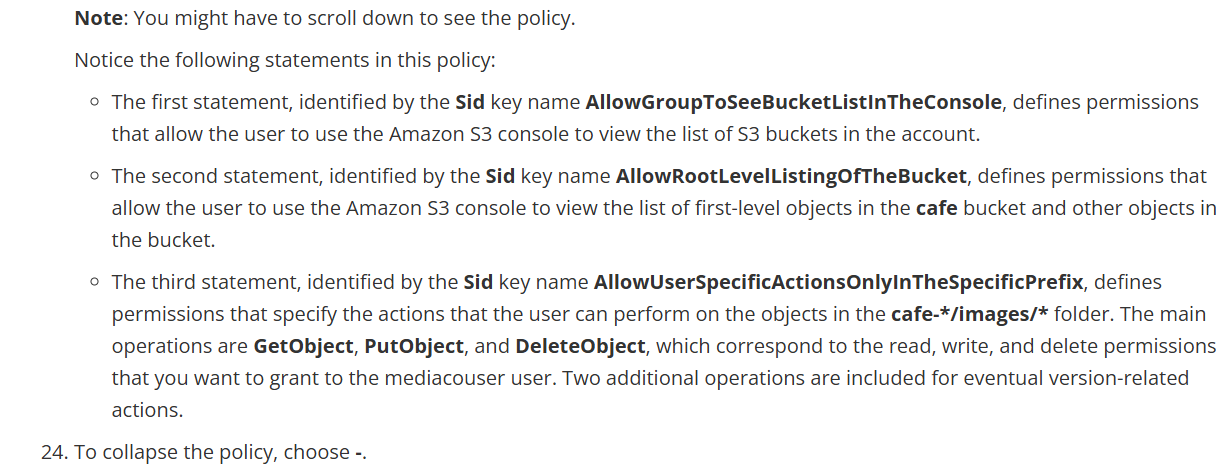 Note: You might have to scroll down to see the policy.
Notice the following statements in this policy:
○ The first statement, identified by the Sid key name AllowGroupToSeeBucketListInTheConsole, defines permissions
that allow the user to use the Amazon S3 console to view the list of S3 buckets in the account.
○ The second statement, identified by the Sid key name AllowRootLevelListingOfTheBucket, defines permissions that
allow the user to use the Amazon S3 console to view the list of first-level objects in the cafe bucket and other objects in
the bucket.
○ The third statement, identified by the Sid key name AllowUserSpecificActionsOnlyInTheSpecificPrefix, defines
permissions that specify the actions that the user can perform on the objects in the cafe-*/images/* folder. The main
operations are GetObject, PutObject, and DeleteObject, which correspond to the read, write, and delete permissions
that you want to grant to the mediacouser user. Two additional operations are included for eventual version-related
actions.
24. To collapse the policy, choose -.